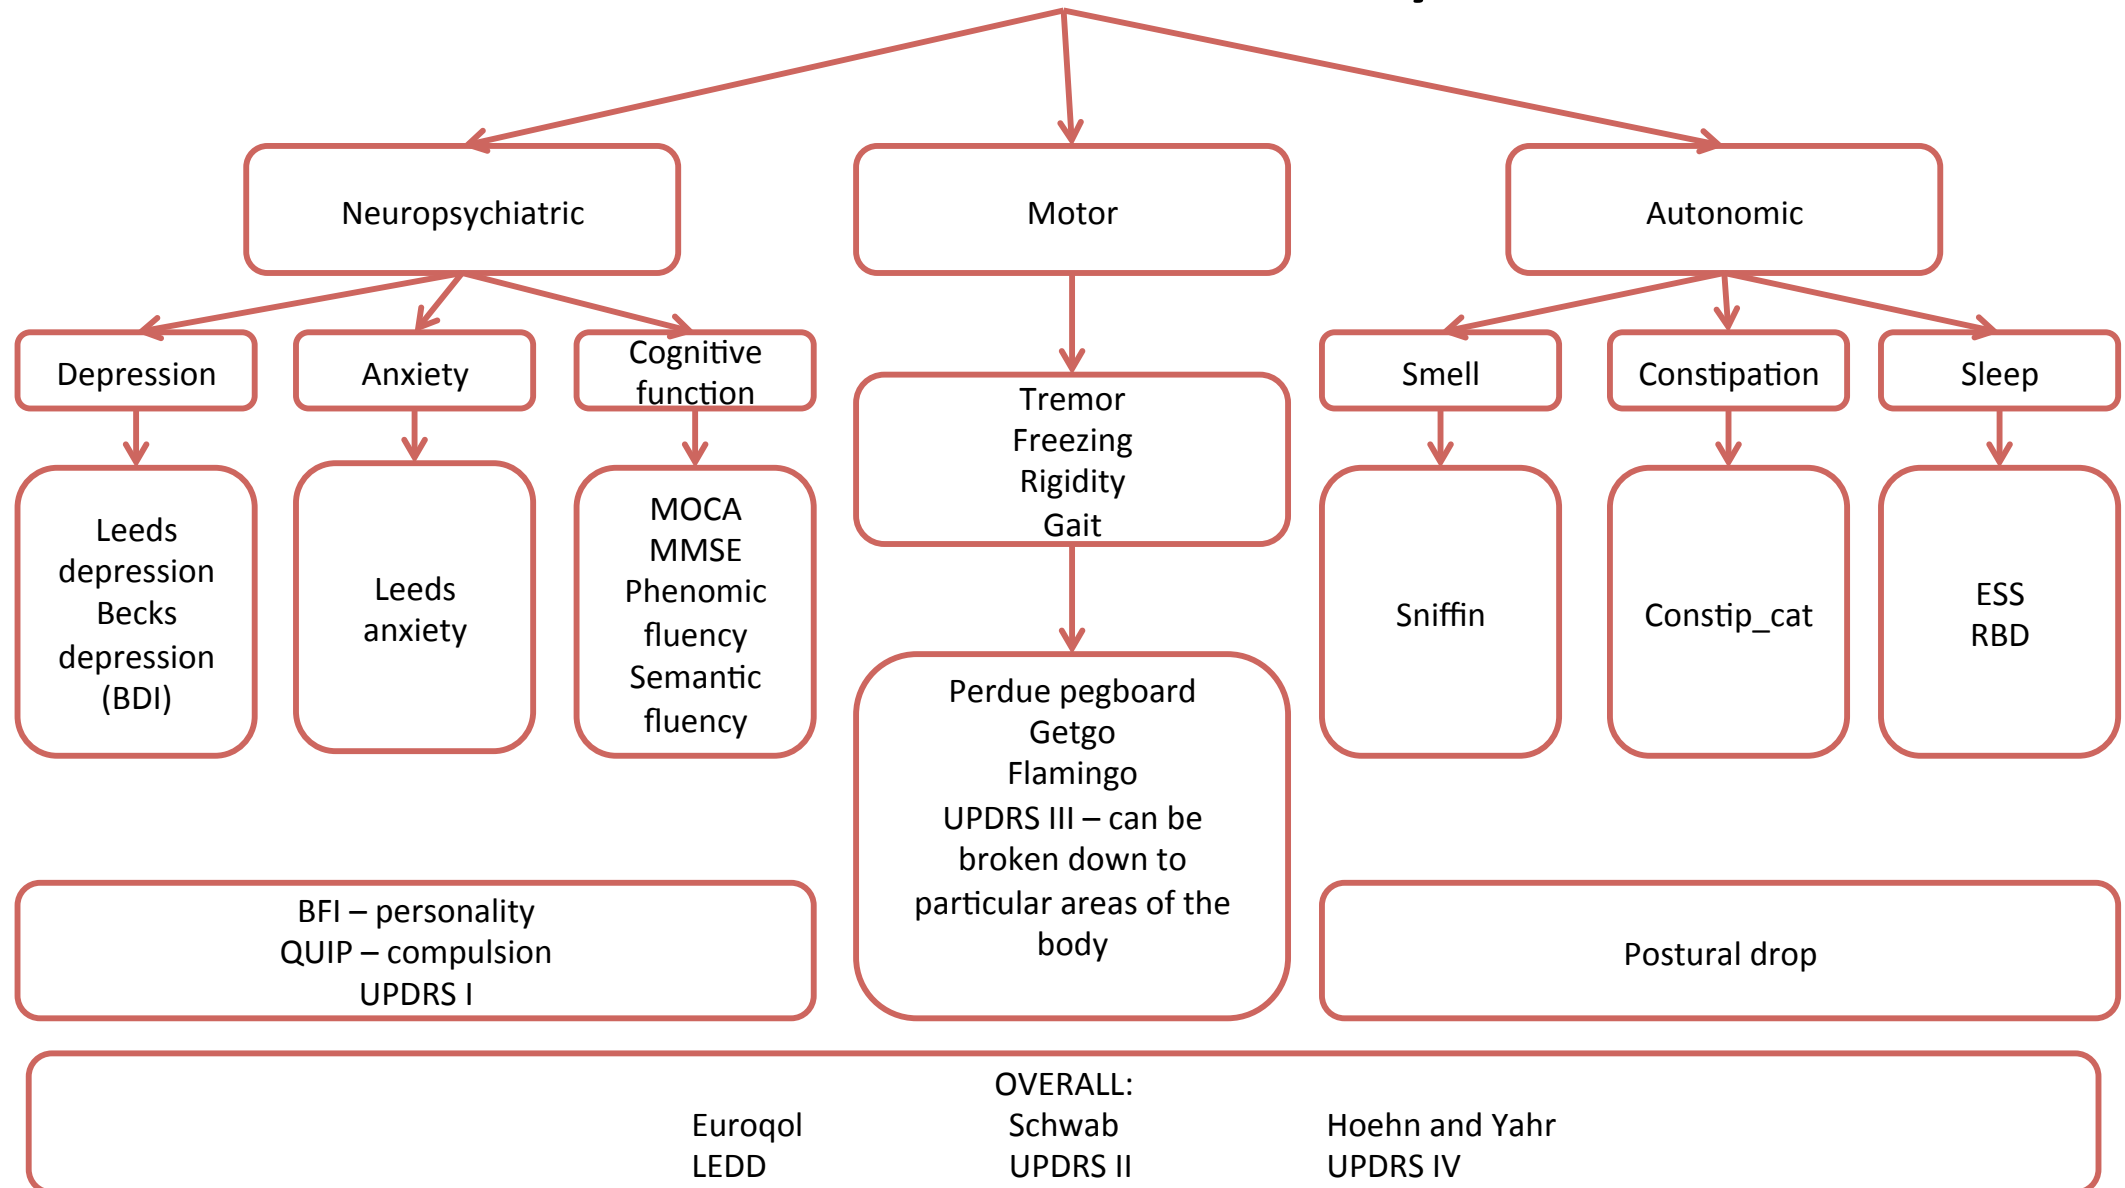 Neuropsychiatric
Motor
Autonomic
Depression
Anxiety
Cognitive
function
Tremor
Freezing
Rigidity
Gait
Smell
Constipation
Sleep
Leeds
depression
Becks
depression
(BDI)
Leeds
anxiety
MOCA
MMSE
Phenomic
fluency
Semantic
fluency
Perdue pegboard
Getgo
Flamingo
UPDRS III – can be
broken down to
particular areas of the
body
Sniffin
Constip_cat
ESS
RBD
BFI – personality
QUIP – compulsion
UPDRS I
Postural drop
OVERALL:
Euroqol Schwab Hoehn and Yahr
LEDD UPDRS II UPDRS IV